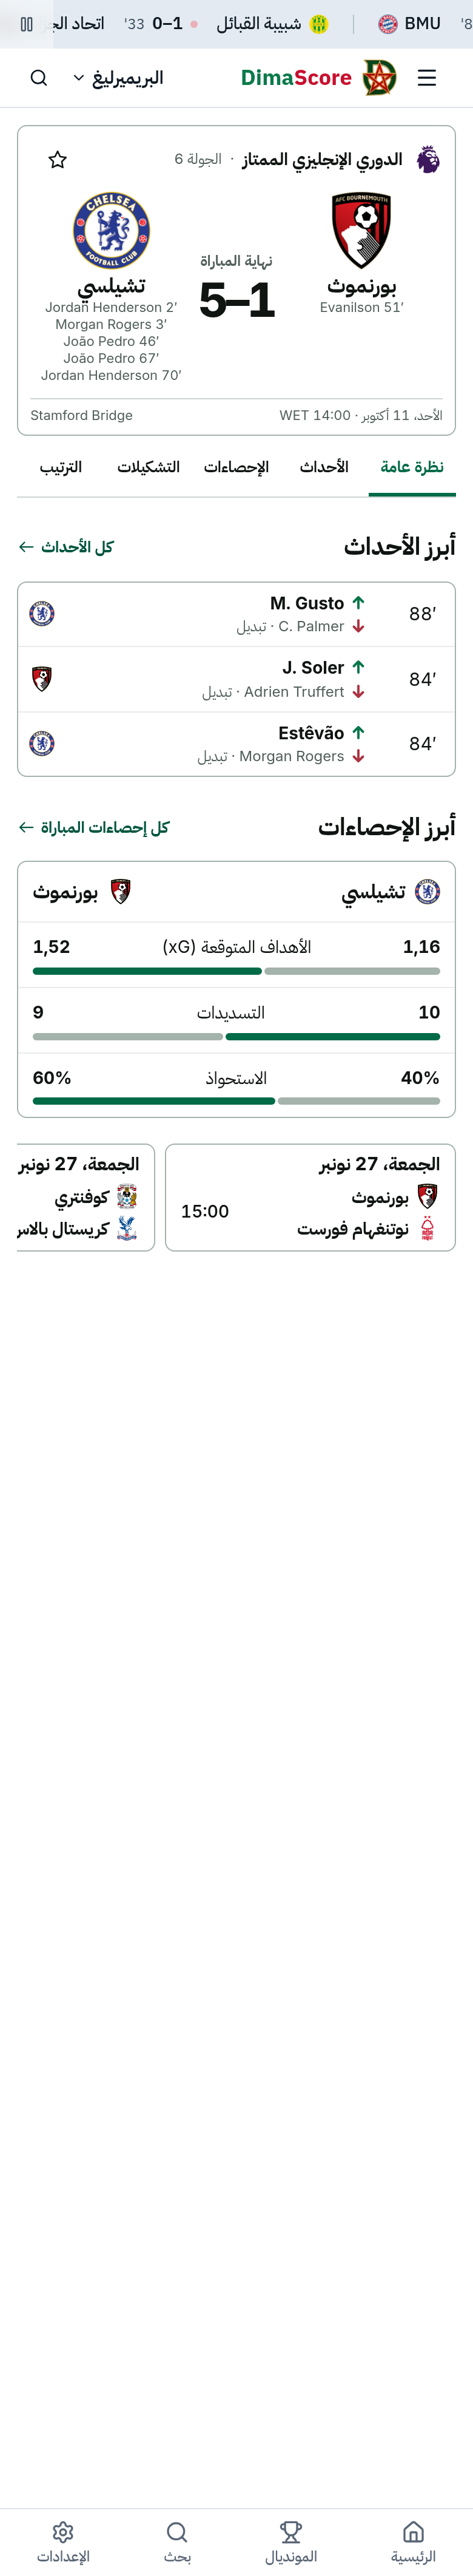 '8
BMU
شبيبة القبائل
0–1
33'
اتحاد
DimaScore
البريميرليغ
الدوري الإنجليزي الممتاز · الجولة 6
بورنموث
Evanilson 51′
نهاية المباراة
5–1
تشيلسي
Jordan Henderson 2′
Morgan Rogers 3′
João Pedro 46′
João Pedro 67′
Jordan Henderson 70′
الأحد، 11 أكتوبر · 14:00 WET
Stamford Bridge
نظرة عامة
الأحداث
الإحصاءات
التشكيلات
الترتيب
أبرز الأحداث
كل الأحداث ←
88′
M. Gusto
C. Palmer · تبديل
84′
J. Soler
Adrien Truffert · تبديل
84′
Estêvão
Morgan Rogers · تبديل
أبرز الإحصاءات
كل إحصاءات المباراة ←
تشيلسي
بورنموث
1,16
الأهداف المتوقعة (xG)
1,52
10
التسديدات
9
40%
الاستحواذ
60%
الجمعة، 27 نونبر
بورنموث
نوتنغهام فورست
15:00
الجمعة، 27 نونبر
كوفنتري
كريستال بالاس
الرئيسية
المونديال
بحث
الإعدادات